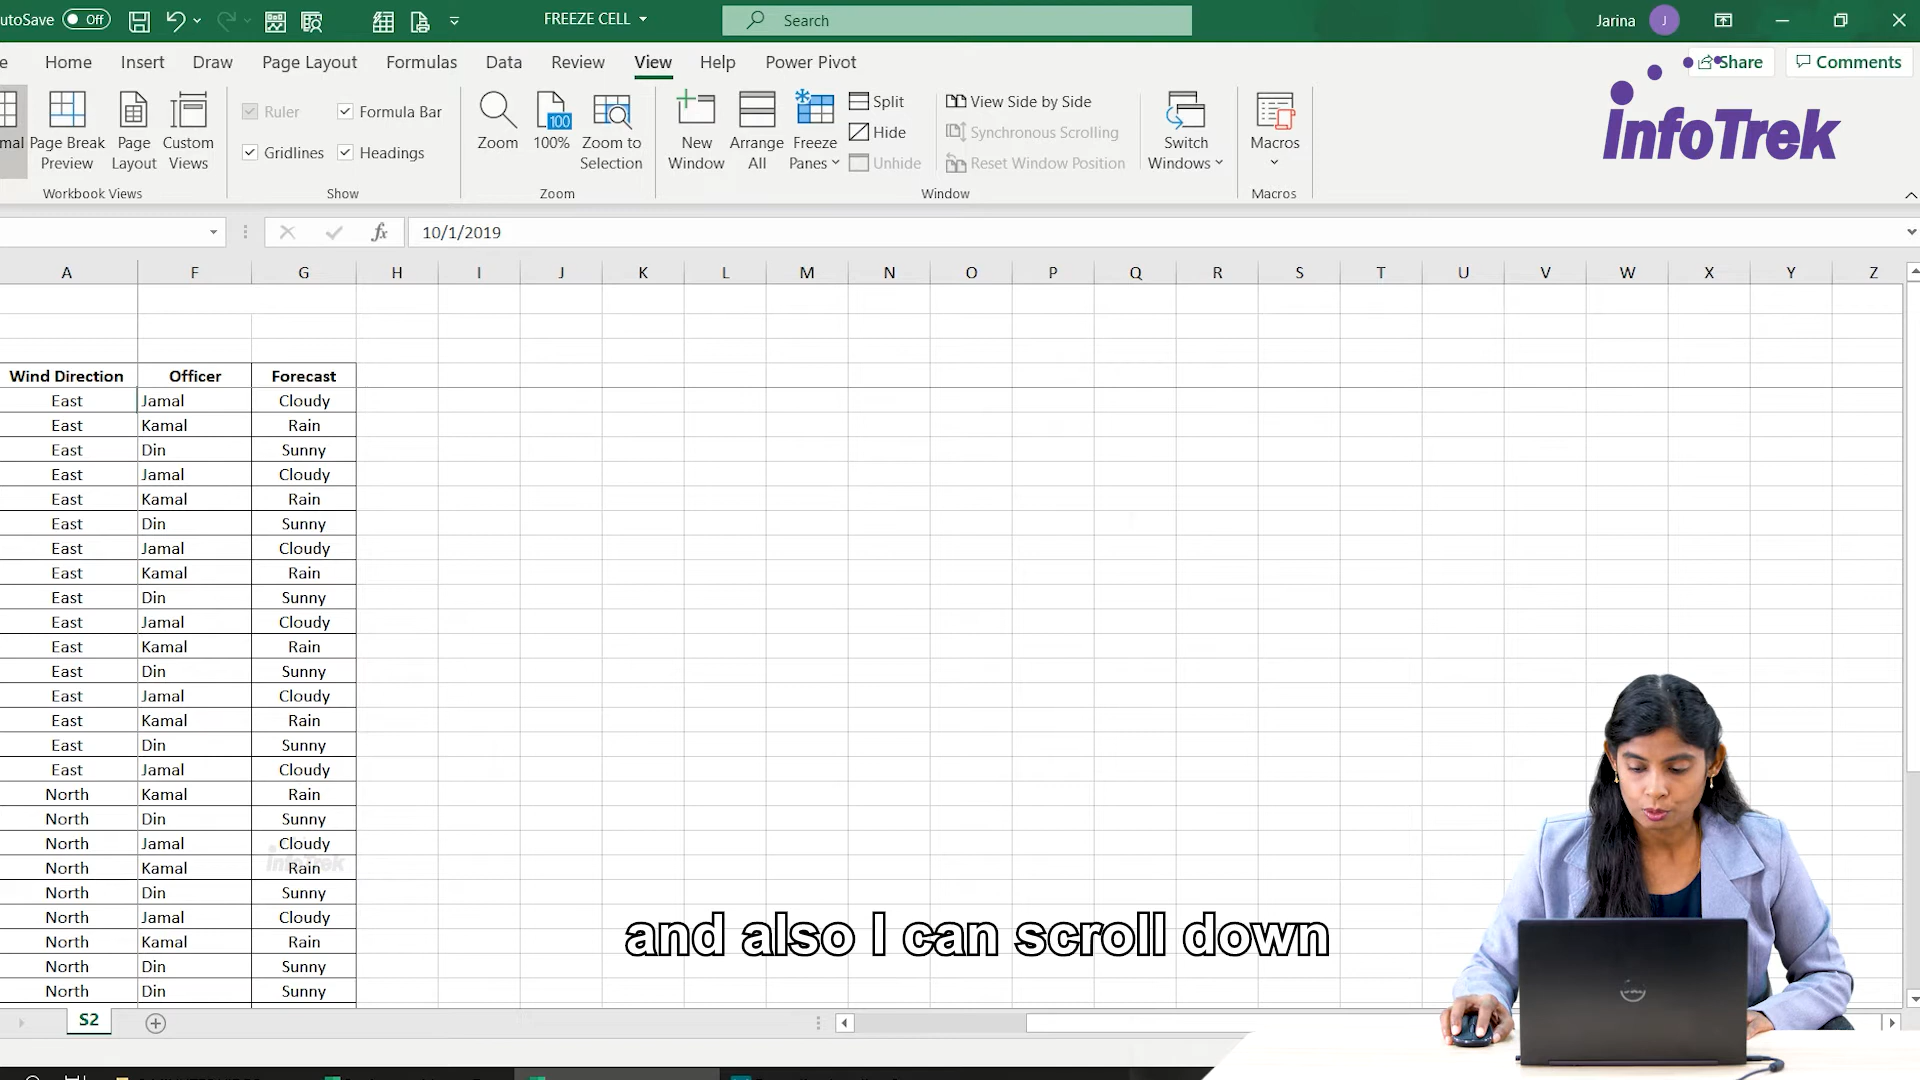 utoSave Off FREEZE CELL Search Jarina J
e Home Insert Draw Page Layout Formulas Data Review View Help Power Pivot Share Comments
mal Page Break Preview Page Layout Custom Views
Workbook Views
Ruler Formula Bar
Gridlines Headings
Show
Zoom 100% Zoom to Selection
100
Zoom
New Window Arrange All Freeze Panes
Split
Hide
Unhide
View Side by Side
Synchronous Scrolling
Reset Window Position
Window
Switch Windows
Macros
Macros
infoTrek
fx 10/1/2019
A F G H I J K L M N O P Q R S T U V W X Y Z
Wind Direction Officer Forecast
East Jamal Cloudy
East Kamal Rain
East Din Sunny
East Jamal Cloudy
East Kamal Rain
East Din Sunny
East Jamal Cloudy
East Kamal Rain
East Din Sunny
East Jamal Cloudy
East Kamal Rain
East Din Sunny
East Jamal Cloudy
East Kamal Rain
East Din Sunny
East Jamal Cloudy
North Kamal Rain
North Din Sunny
North Jamal Cloudy
North Kamal Rain
infoTrek
North Din Sunny
North Jamal Cloudy
North Kamal Rain
North Din Sunny
North Din Sunny
and also I can scroll down
S2
DELL